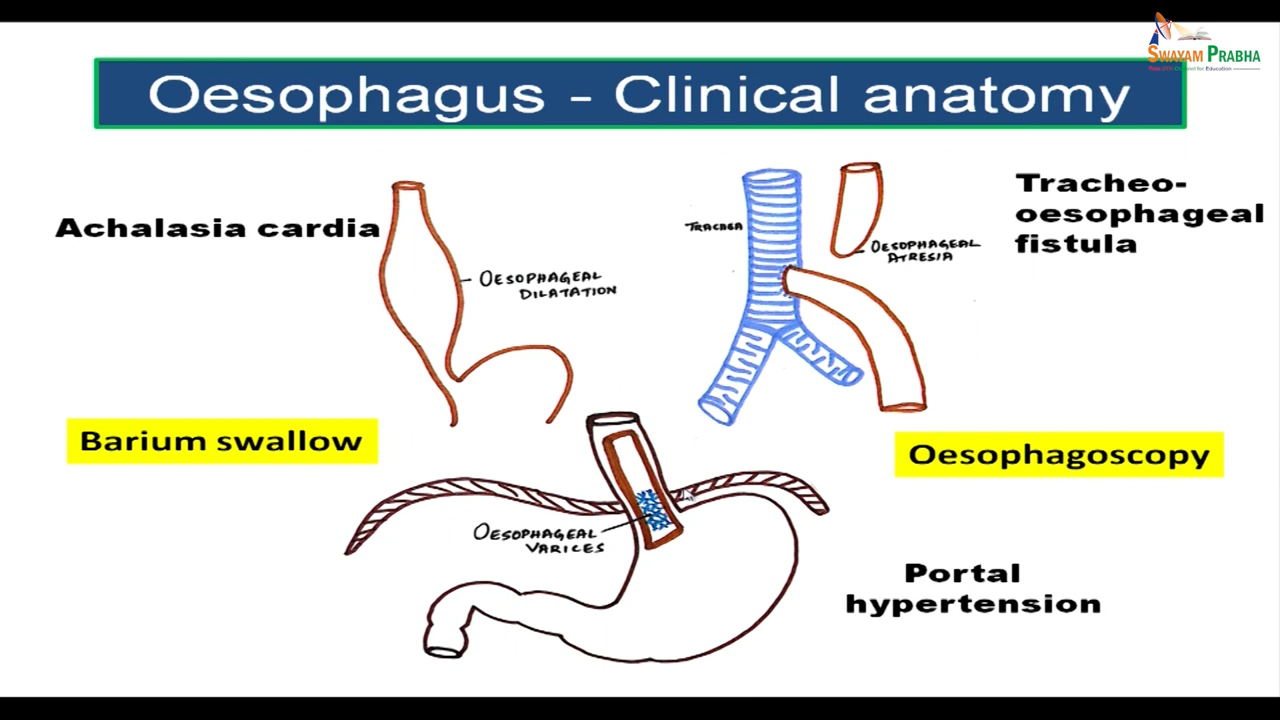 SWAYAM PRABHA
Oesophagus - Clinical anatomy
Achalasia cardia
OESOPHAGEAL
DILATATION
TRACHEA
OESOPHAGEAL
ATRESIA
Tracheo-
oesophageal
fistula
Barium swallow
Oesophagoscopy
OESOPHAGEAL
VARICES
Portal
hypertension